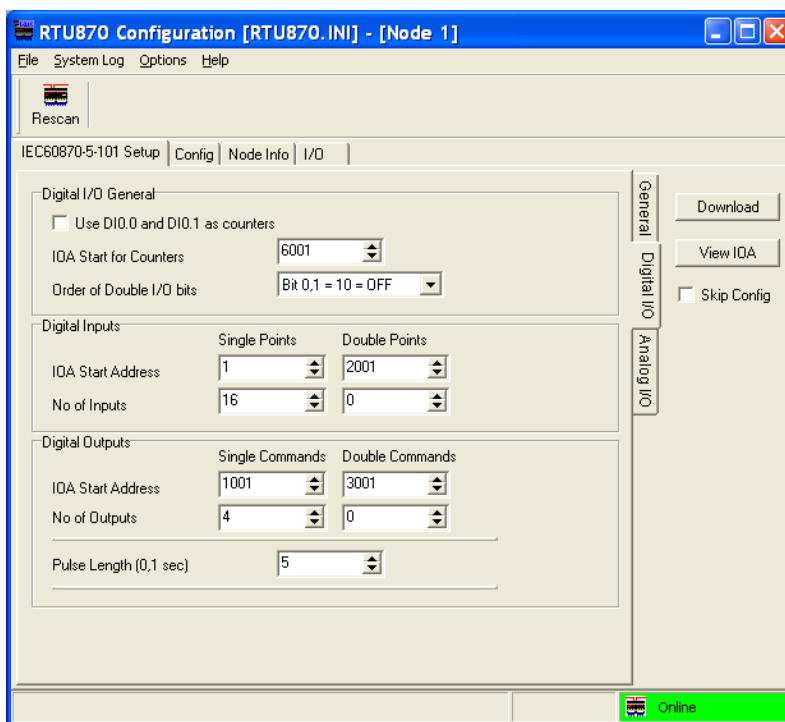 RTU870 Configuration [RTU870.INI] - [Node 1]
File System Log Options Help
Rescan
IEC60870-5-101 Setup Config Node Info I/O
Digital I/O General
Use DI0.0 and DI0.1 as counters
IOA Start for Counters 6001
Order of Double I/O bits Bit 0,1 = 10 = OFF
Digital Inputs
Single Points Double Points
IOA Start Address 1 2001
No of Inputs 16 0
Digital Outputs
Single Commands Double Commands
IOA Start Address 1001 3001
No of Outputs 4 0
Pulse Length (0,1 sec) 5
General
Digital I/O
Analog I/O
Download
View IOA
Skip Config
Online